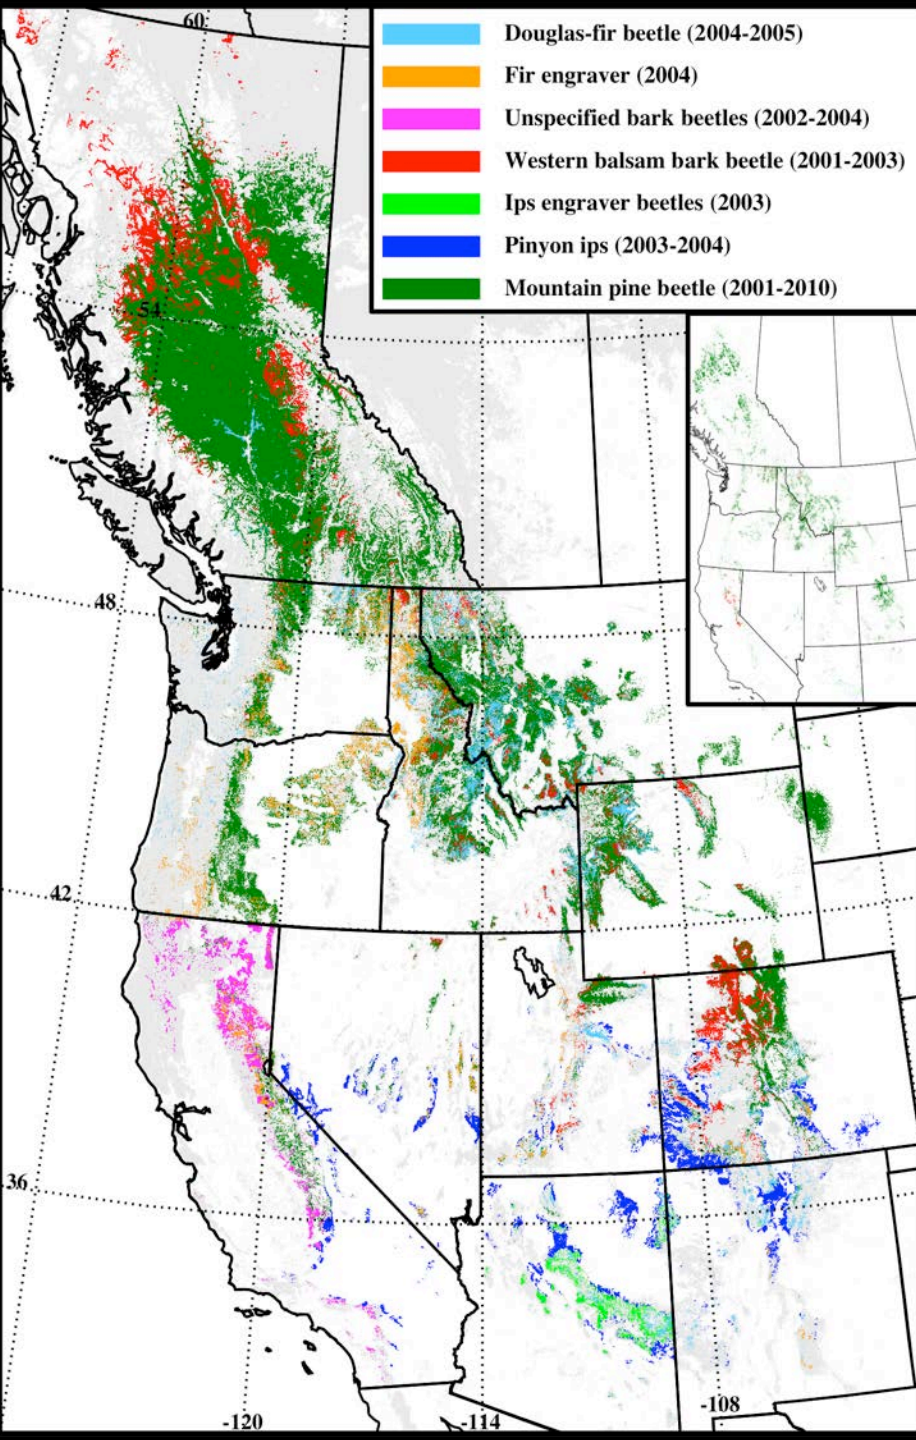 60
Douglas-fir beetle (2004-2005)
Fir engraver (2004)
Unspecified bark beetles (2002-2004)
Western balsam bark beetle (2001-2003)
Ips engraver beetles (2003)
Pinyon ips (2003-2004)
Mountain pine beetle (2001-2010)
54
48
42
36
-120
-114
-108